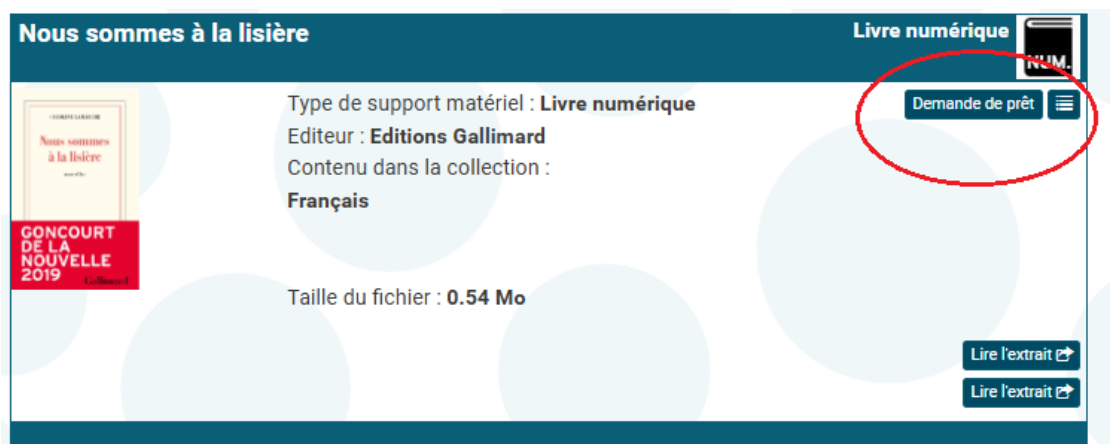 Nous sommes à la lisière
Livre numérique
NUM.
Type de support matériel : Livre numérique
Demande de prêt
Editeur : Editions Gallimard
Contenu dans la collection :
Français
Nous sommes
à la lisière
GONCOURT
DE LA
NOUVELLE
2019
Gallimard
Taille du fichier : 0.54 Mo
Lire l'extrait
Lire l'extrait